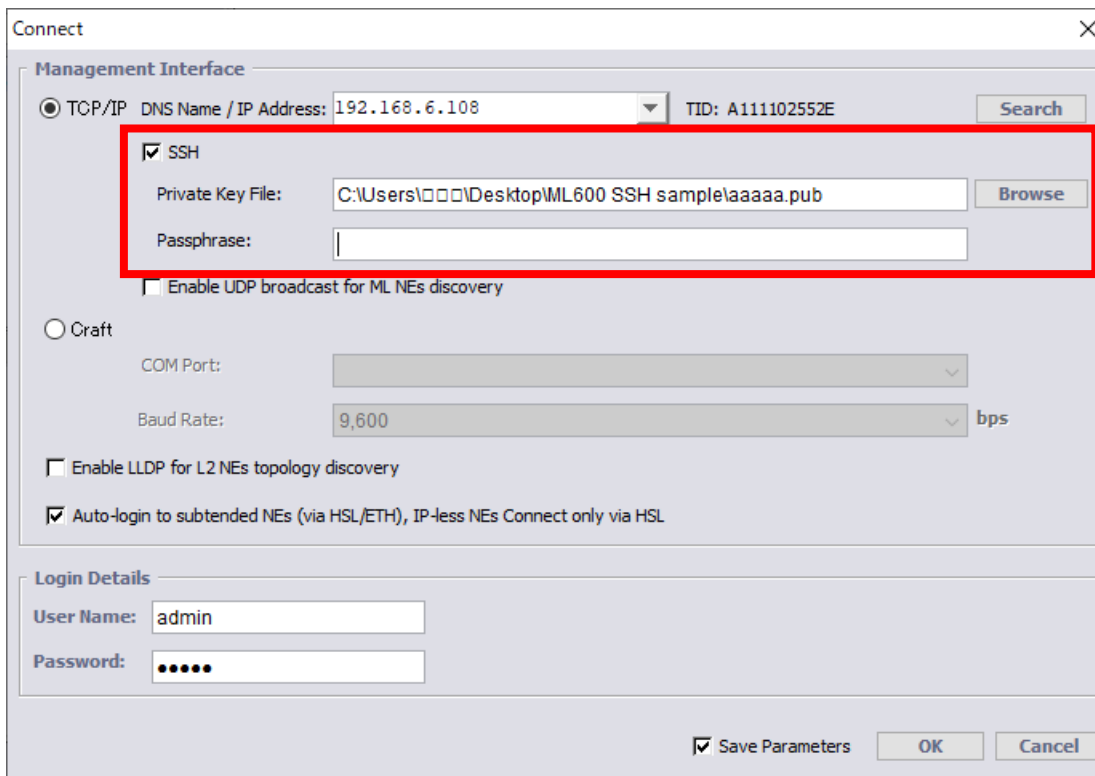 Connect
Management Interface
TCP/IP DNS Name / IP Address: 192.168.6.108 TID: A111102552E Search
SSH
Private Key File: C:\Users\□□□\Desktop\ML600 SSH sample\aaaaa.pub Browse
Passphrase:
Enable UDP broadcast for ML NEs discovery
Craft
COM Port:
Baud Rate: 9,600 bps
Enable LLDP for L2 NEs topology discovery
Auto-login to subtended NEs (via HSL/ETH), IP-less NEs Connect only via HSL
Login Details
User Name: admin
Password: •••••
Save Parameters OK Cancel